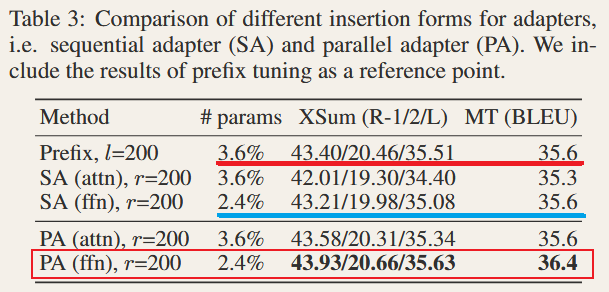 Table 3: Comparison of different insertion forms for adapters,
i.e. sequential adapter (SA) and parallel adapter (PA). We in-
clude the results of prefix tuning as a reference point.
Method # params XSum (R-1/2/L) MT (BLEU)
Prefix, l=200 3.6% 43.40/20.46/35.51 35.6
SA (attn), r=200 3.6% 42.01/19.30/34.40 35.3
SA (ffn), r=200 2.4% 43.21/19.98/35.08 35.6
PA (attn), r=200 3.6% 43.58/20.31/35.34 35.6
PA (ffn), r=200 2.4% 43.93/20.66/35.63 36.4